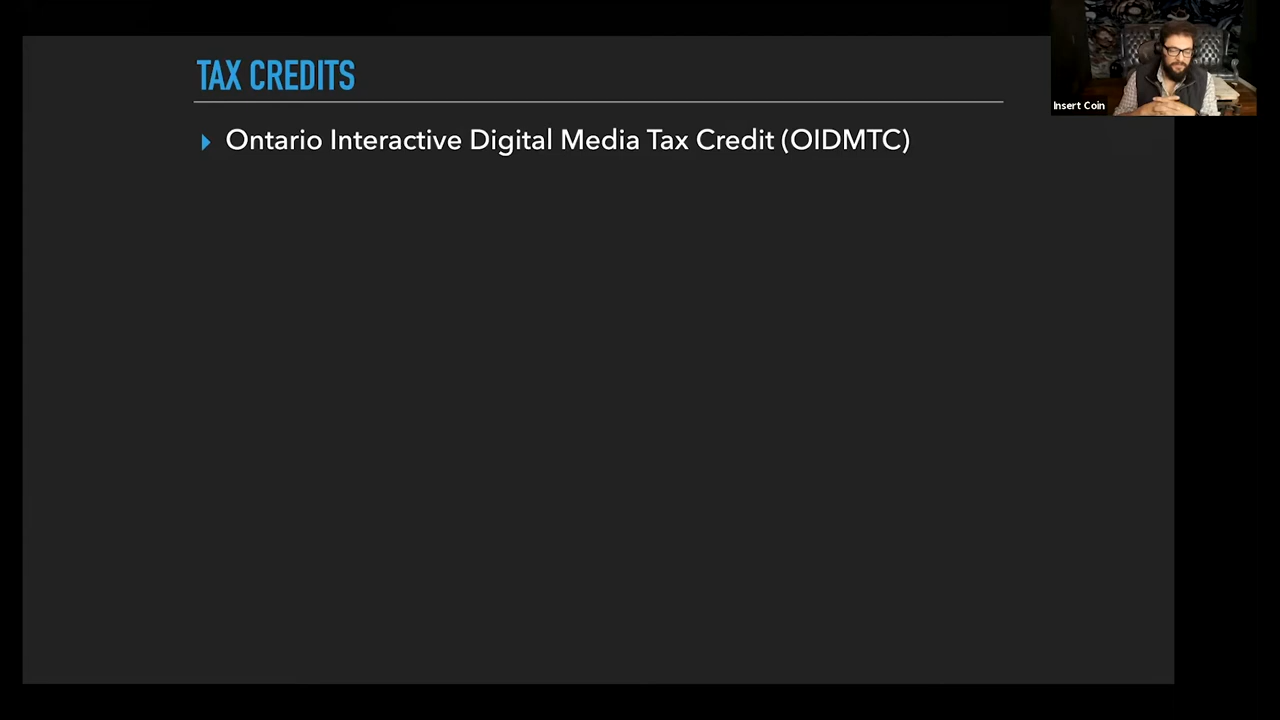 TAX CREDITS
Ontario Interactive Digital Media Tax Credit (OIDMTC)
Insert Coin